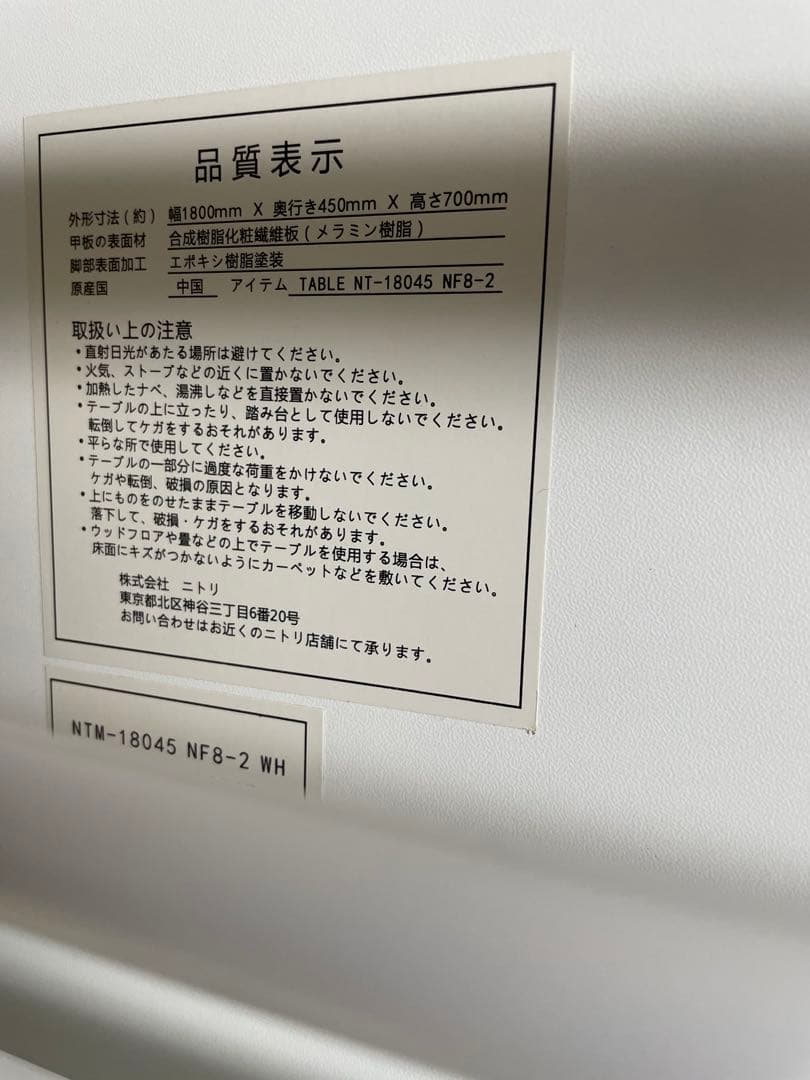 品質表示
外形寸法(約) 幅1800mm X 奥行き450mm X 高さ700mm
甲板の表面材 合成樹脂化粧繊維板(メラミン樹脂)
脚部表面加工 エポキシ樹脂塗装
原産国 中国 アイテム TABLE NT-18045 NF8-2
取扱い上の注意
・直射日光があたる場所は避けてください。
・火気、ストーブなどの近くに置かないでください。
・加熱したナベ、湯沸しなどを直接置かないでください。
・テーブルの上に立ったり、踏み台として使用しないでください。
転倒してケガをするおそれがあります。
・平らな所で使用してください。
・テーブルの一部分に過度な荷重をかけないでください。
ケガや転倒、破損の原因となります。
・上にものをのせたままテーブルを移動しないでください。
落下して、破損・ケガをするおそれがあります。
・ウッドフロアや畳などの上でテーブルを使用する場合は、
床面にキズがつかないようにカーペットなどを敷いてください。
株式会社 ニトリ
東京都北区神谷三丁目6番20号
お問い合わせはお近くのニトリ店舗にて承ります。
NTM-18045 NF8-2 WH